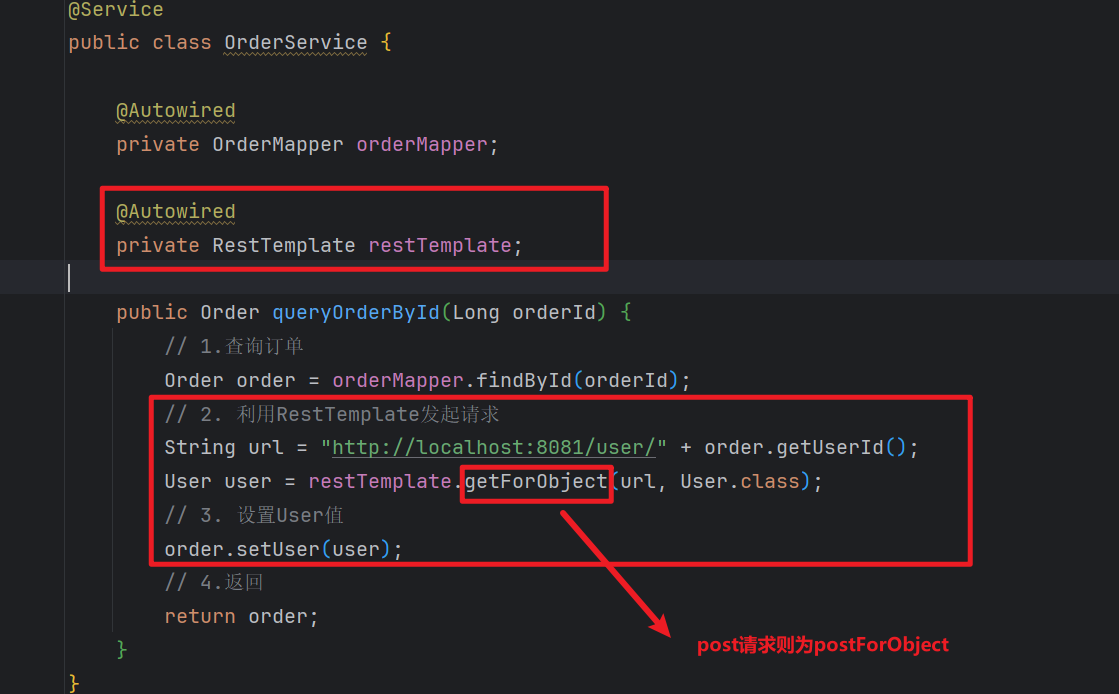 @Service
public class OrderService {
@Autowired
private OrderMapper orderMapper;
@Autowired
private RestTemplate restTemplate;
public Order queryOrderById(Long orderId) {
// 1.查询订单
Order order = orderMapper.findById(orderId);
// 2. 利用RestTemplate发起请求
String url = "http://localhost:8081/user/" + order.getUserId();
User user = restTemplate.getForObject(url, User.class);
// 3. 设置User值
order.setUser(user);
// 4.返回
return order;
post请求则为postForObject
}
}